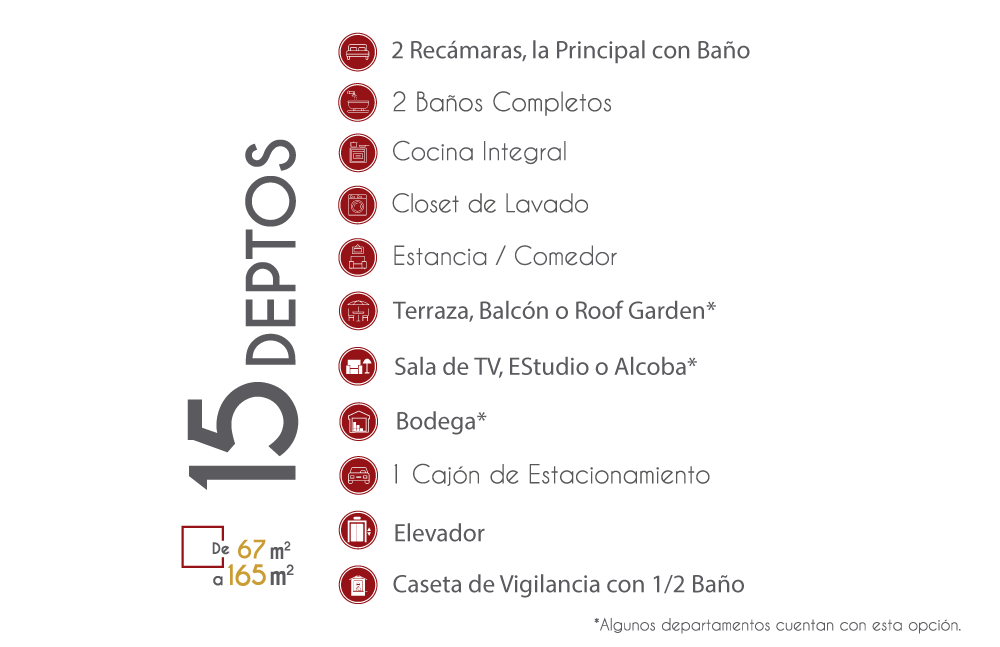 15 DEPTOS
De 67 m²
a 165 m²
2 Recámaras, la Principal con Baño
2 Baños Completos
Cocina Integral
Closet de Lavado
Estancia / Comedor
Terraza, Balcón o Roof Garden*
Sala de TV, EStudio o Alcoba*
Bodega*
1 Cajón de Estacionamiento
Elevador
Caseta de Vigilancia con 1/2 Baño
*Algunos departamentos cuentan con esta opción.